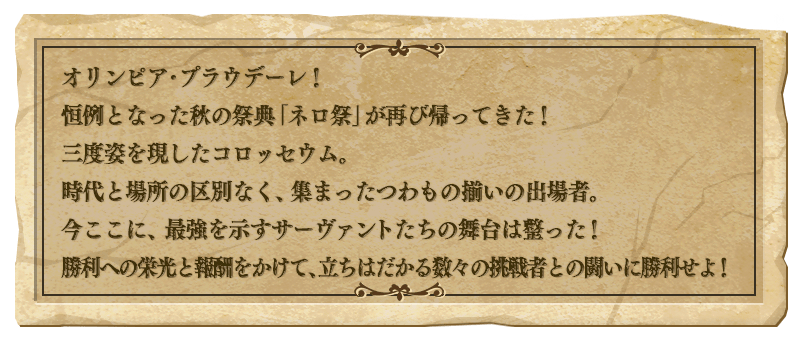 オリンピア・プラウデーレ！
恒例となった秋の祭典「ネロ祭」が再び帰ってきた！
三度姿を現したコロッセウム。
時代と場所の区別なく、集まったつわもの揃いの出場者。
今ここに、最強を示すサーヴァントたちの舞台は整った！
勝利への栄光と報酬をかけて、立ちはだかる数々の挑戦者との闘いに勝利せよ！